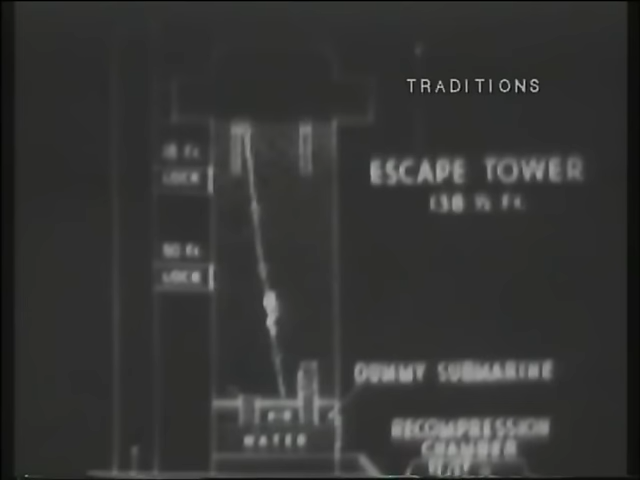 TRADITIONS
18 Ft.
LOCK
ESCAPE TOWER
138 ½ Ft.
50 Ft.
LOCK
DUMMY SUBMARINE
AIR
WATER
RECOMPRESSION
CHAMBER